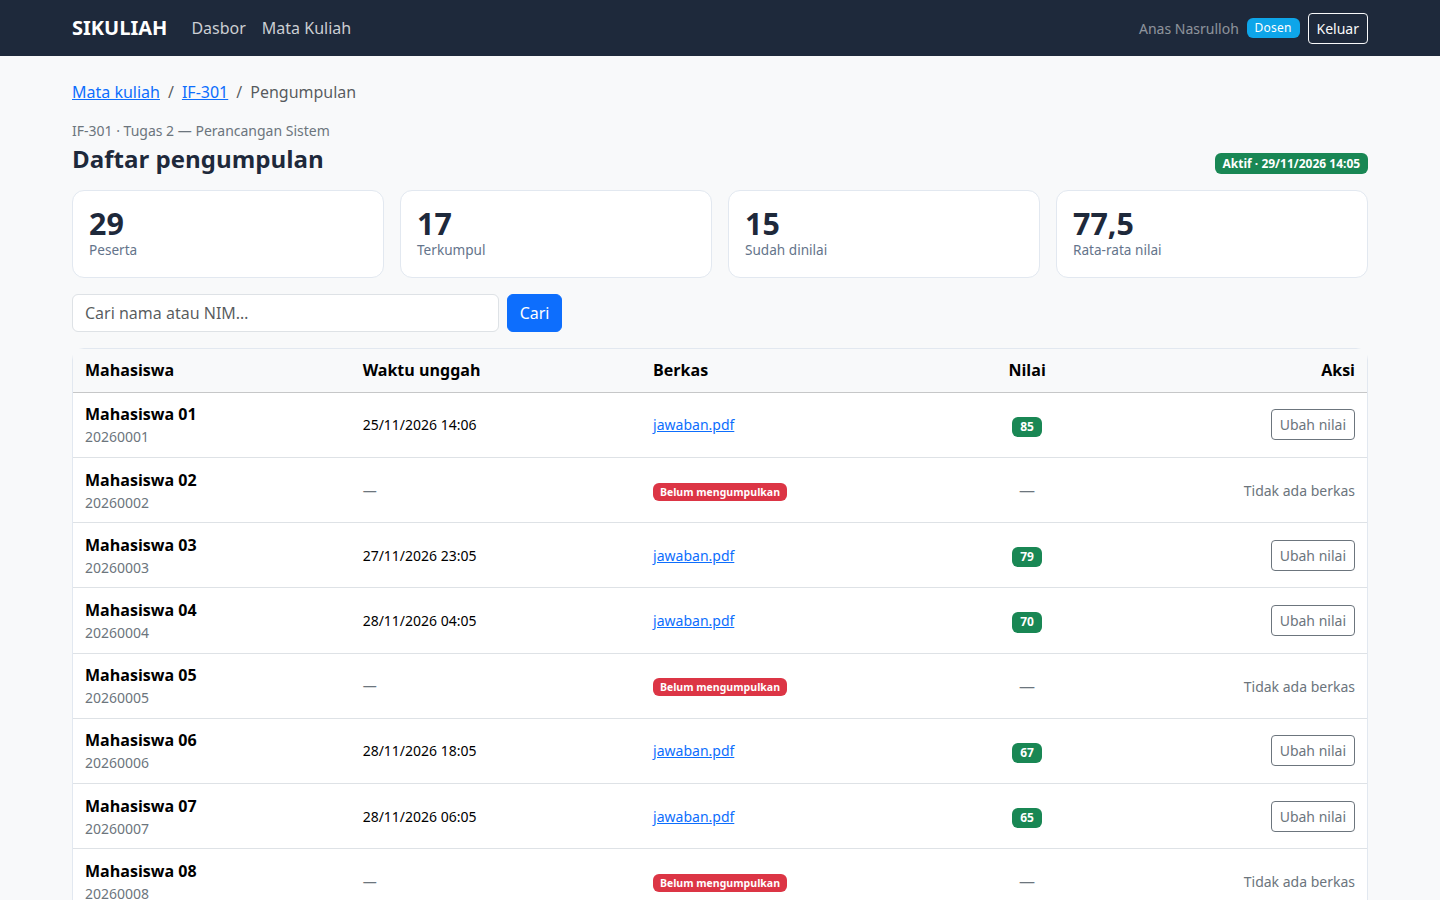 SIKULIAH Dasbor Mata Kuliah Anas Nasrulloh Dosen Keluar
Mata kuliah / IF-301 / Pengumpulan
IF-301 · Tugas 2 — Perancangan Sistem
Daftar pengumpulan Aktif · 29/11/2026 14:05
29 17 15 77,5
Peserta Terkumpul Sudah dinilai Rata-rata nilai
Cari nama atau NIM... Cari
Mahasiswa Waktu unggah Berkas Nilai Aksi
Mahasiswa 01
20260001 25/11/2026 14:06 jawaban.pdf 85 Ubah nilai
Mahasiswa 02
20260002 — Belum mengumpulkan — Tidak ada berkas
Mahasiswa 03
20260003 27/11/2026 23:05 jawaban.pdf 79 Ubah nilai
Mahasiswa 04
20260004 28/11/2026 04:05 jawaban.pdf 70 Ubah nilai
Mahasiswa 05
20260005 — Belum mengumpulkan — Tidak ada berkas
Mahasiswa 06
20260006 28/11/2026 18:05 jawaban.pdf 67 Ubah nilai
Mahasiswa 07
20260007 28/11/2026 06:05 jawaban.pdf 65 Ubah nilai
Mahasiswa 08
20260008 — Belum mengumpulkan — Tidak ada berkas